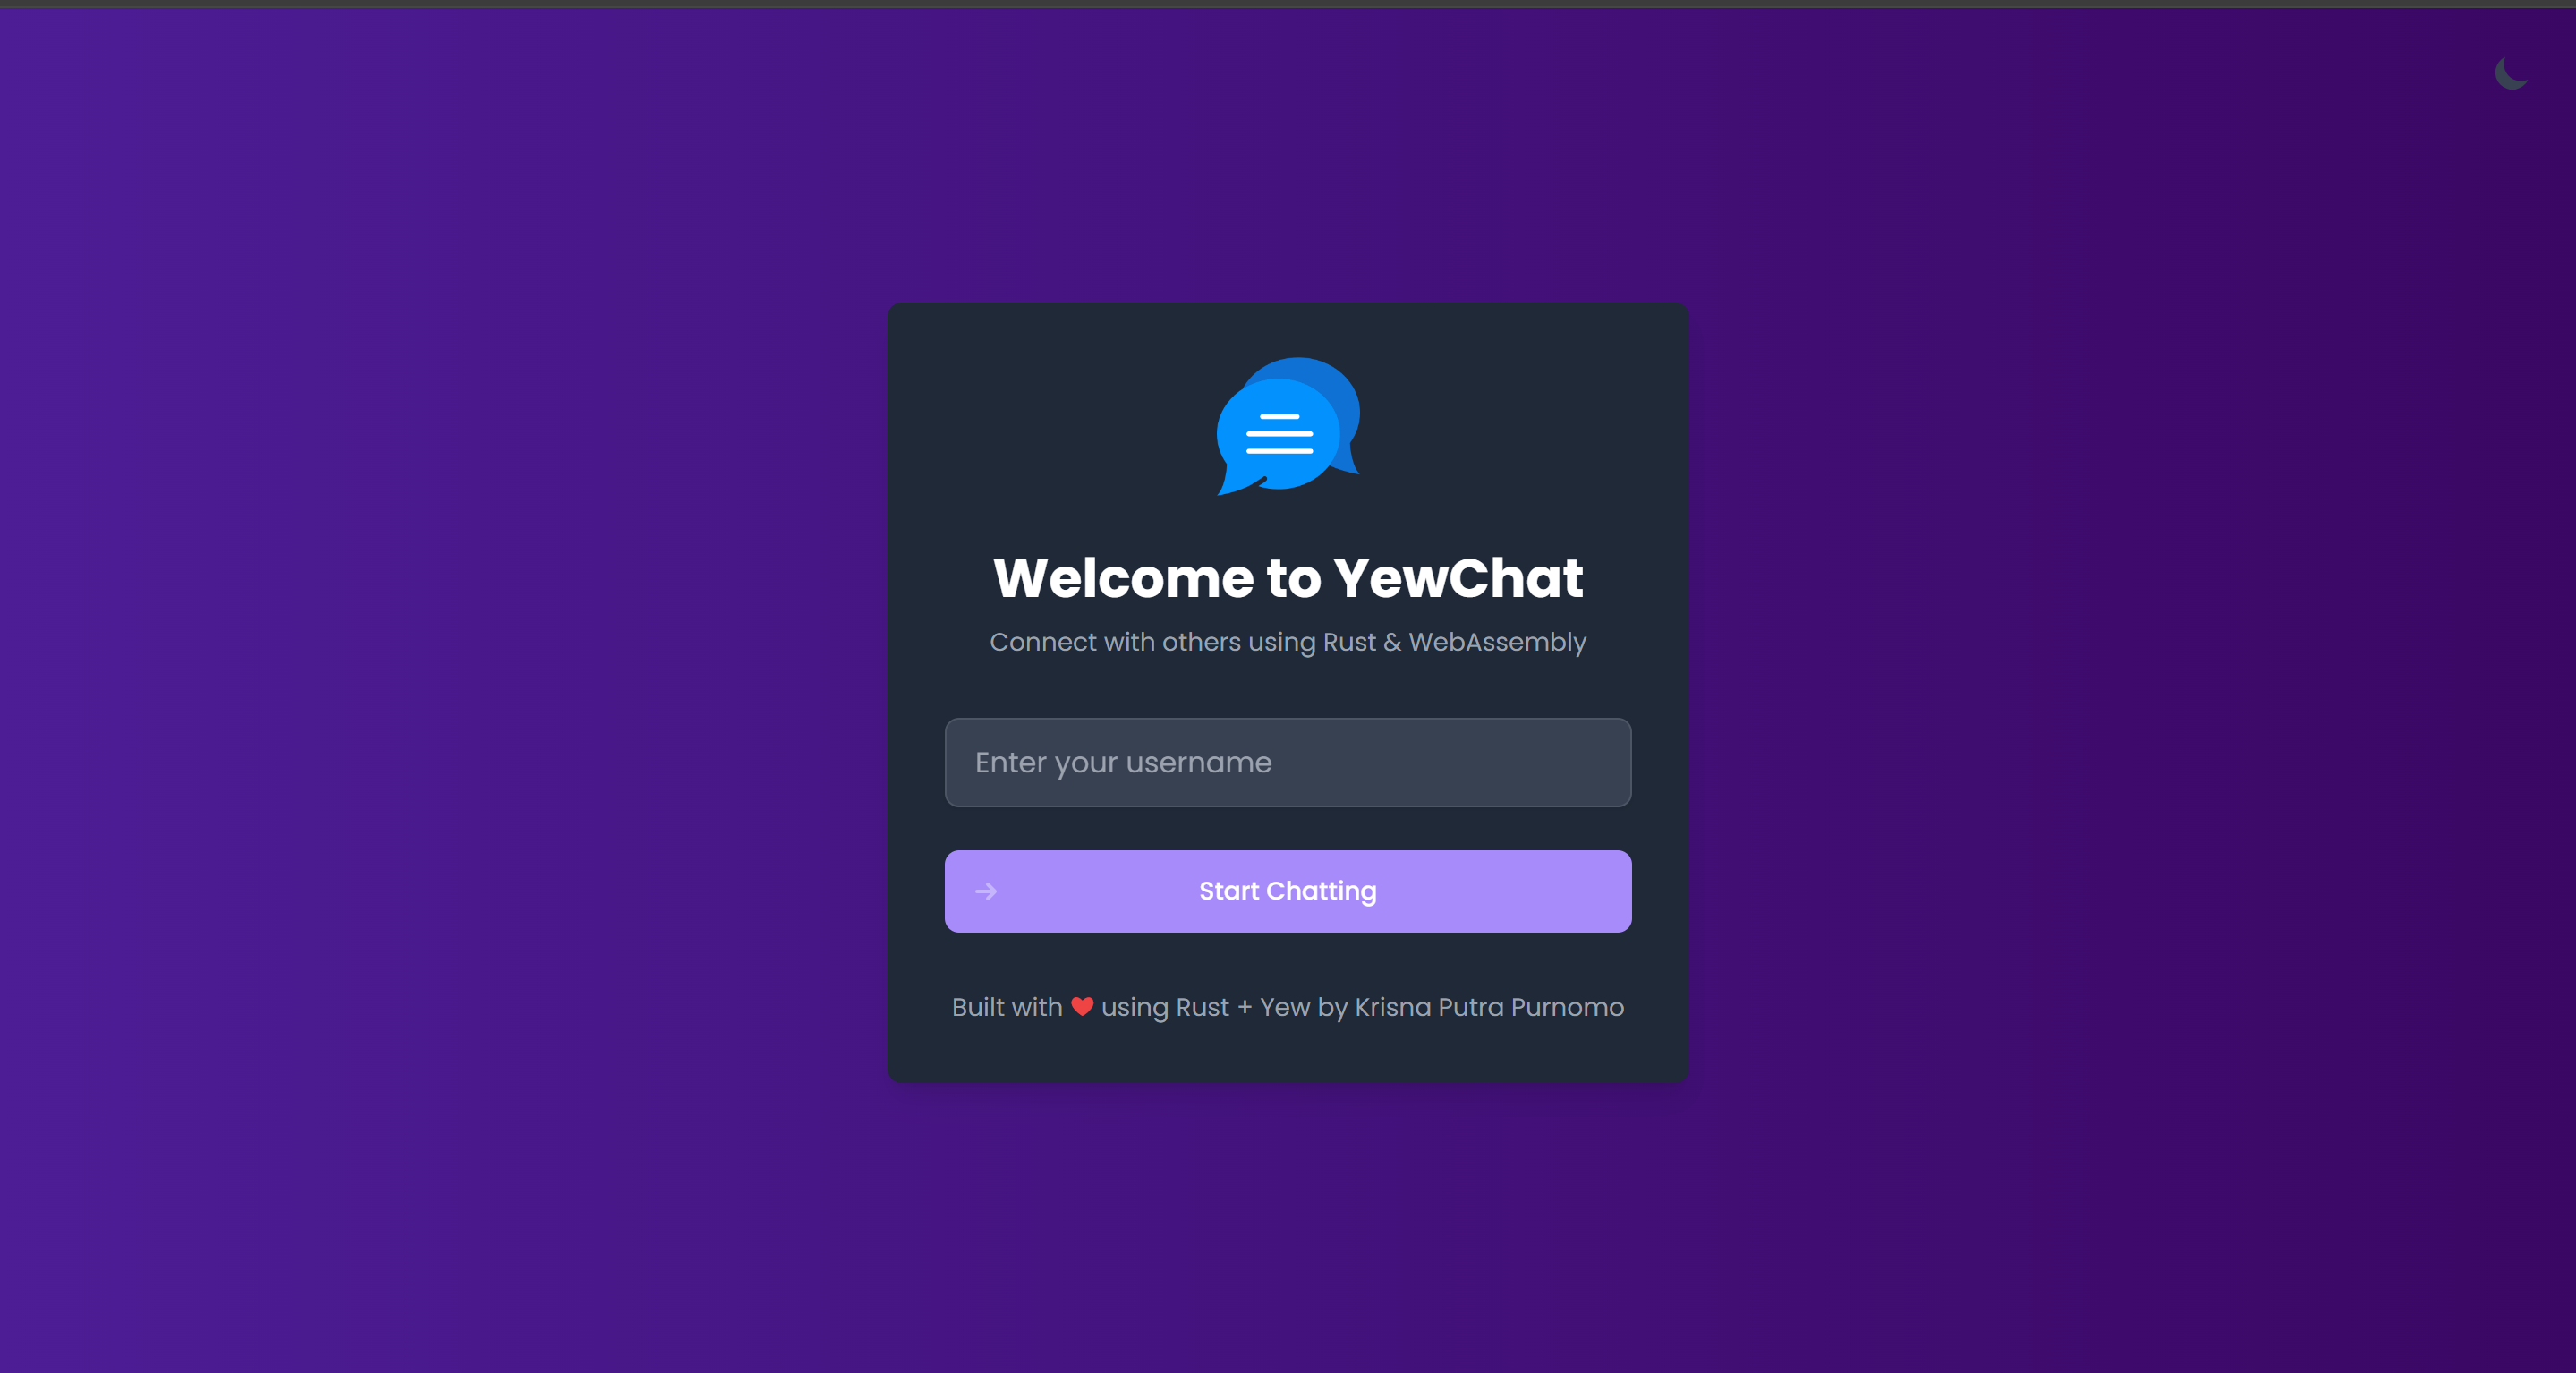 Welcome to YewChat
Connect with others using Rust & WebAssembly
Enter your username
Start Chatting
Built with ❤️ using Rust + Yew by Krisna Putra Purnomo